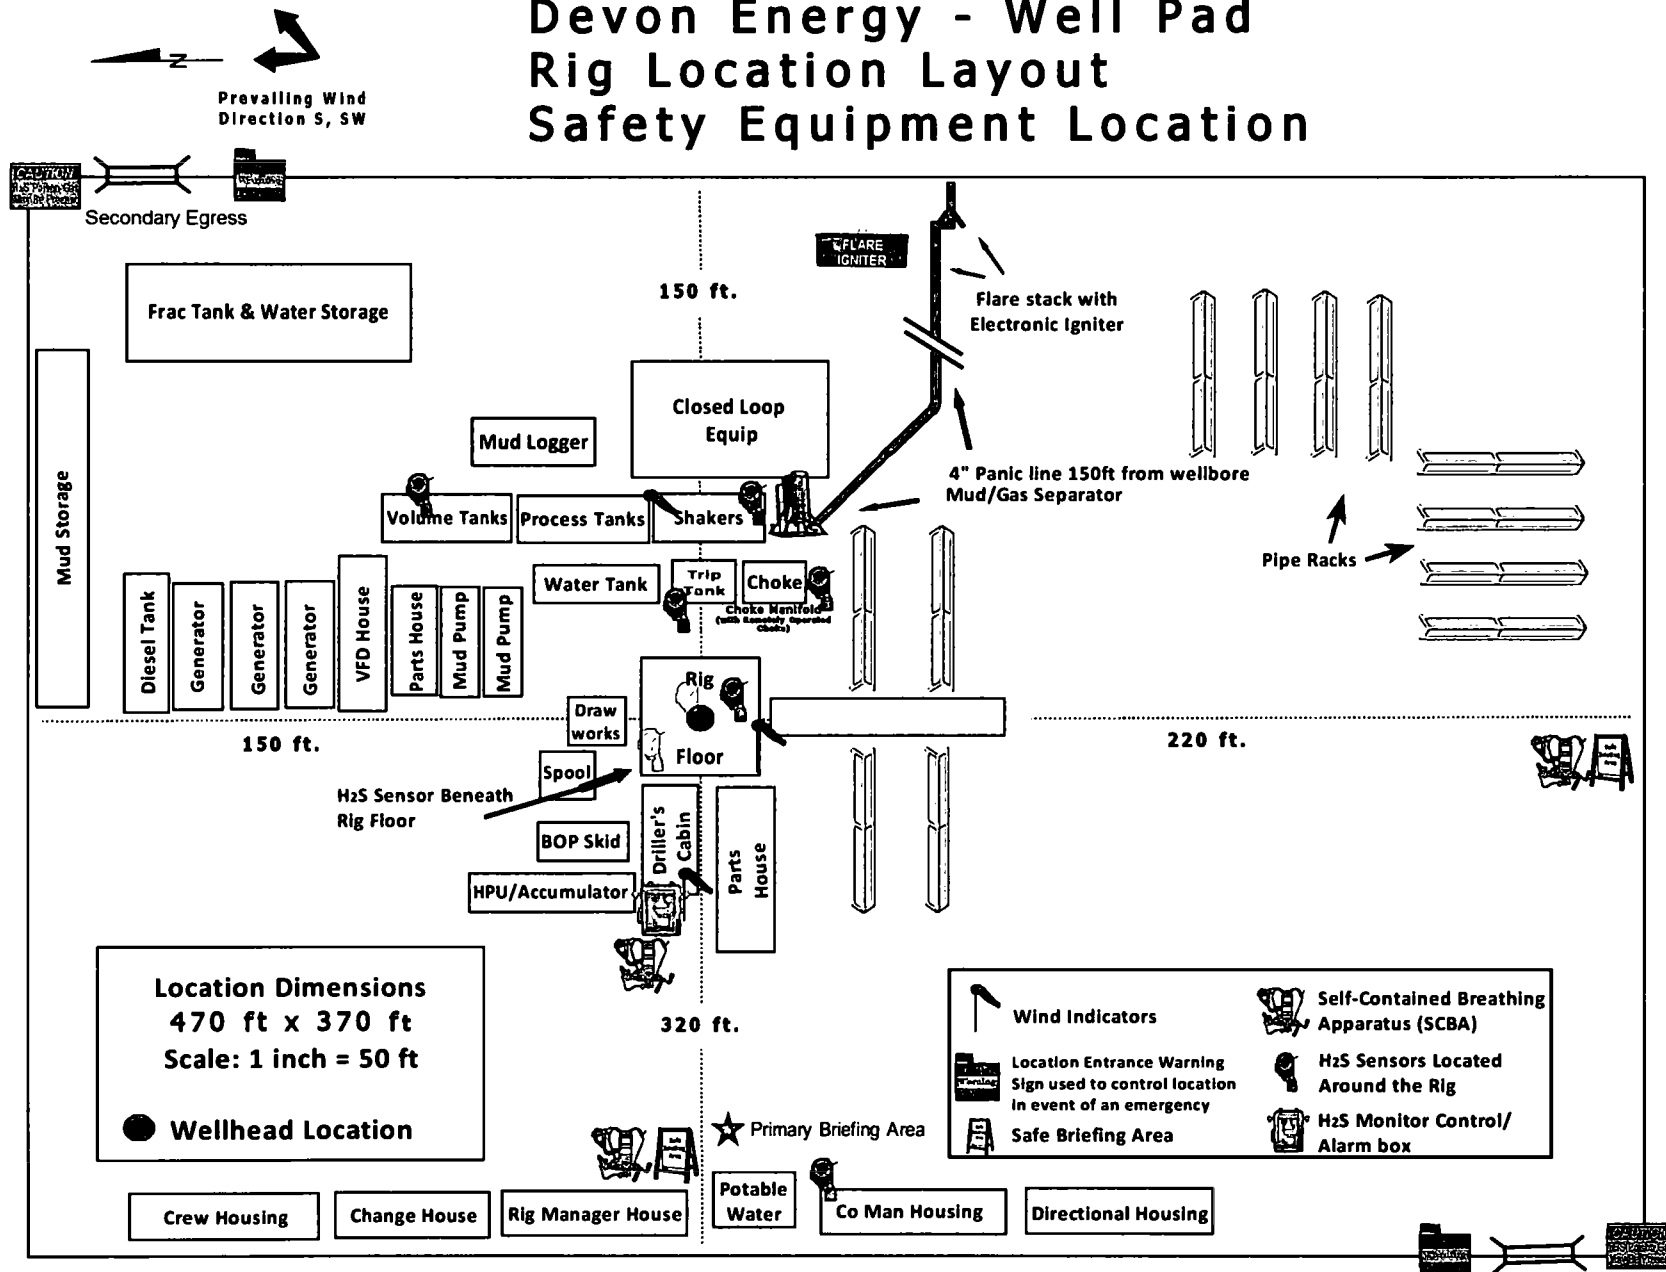 Devon Energy - Well Pad
Rig Location Layout
Safety Equipment Location
N
Prevailing Wind
Direction S, SW
CAUTION
Secondary Egress
FLARE
IGNITER
Frac Tank & Water Storage
150 ft.
Flare stack with
Electronic Igniter
Closed Loop
Equip
Mud Logger
4" Panic line 150ft from wellbore
Mud/Gas Separator
Mud Storage
Volume Tanks
Process Tanks
Shakers
Pipe Racks
Water Tank
Trip
Tank
Choke
Choke Manifold
(with Remotely Operated
Choke)
Diesel Tank
Generator
Generator
Generator
VFD House
Parts House
Mud Pump
Mud Pump
Rig
Floor
Draw
works
150 ft.
220 ft.
Spool
H2S Sensor Beneath
Rig Floor
BOP Skid
Driller's
Cabin
Parts
House
HPU/Accumulator
Location Dimensions
470 ft x 370 ft
Scale: 1 inch = 50 ft
Wellhead Location
320 ft.
Wind Indicators
Location Entrance Warning
Sign used to control location
in event of an emergency
Safe Briefing Area
Self-Contained Breathing
Apparatus (SCBA)
H2S Sensors Located
Around the Rig
H2S Monitor Control/
Alarm box
Primary Briefing Area
Crew Housing
Change House
Rig Manager House
Potable
Water
Co Man Housing
Directional Housing